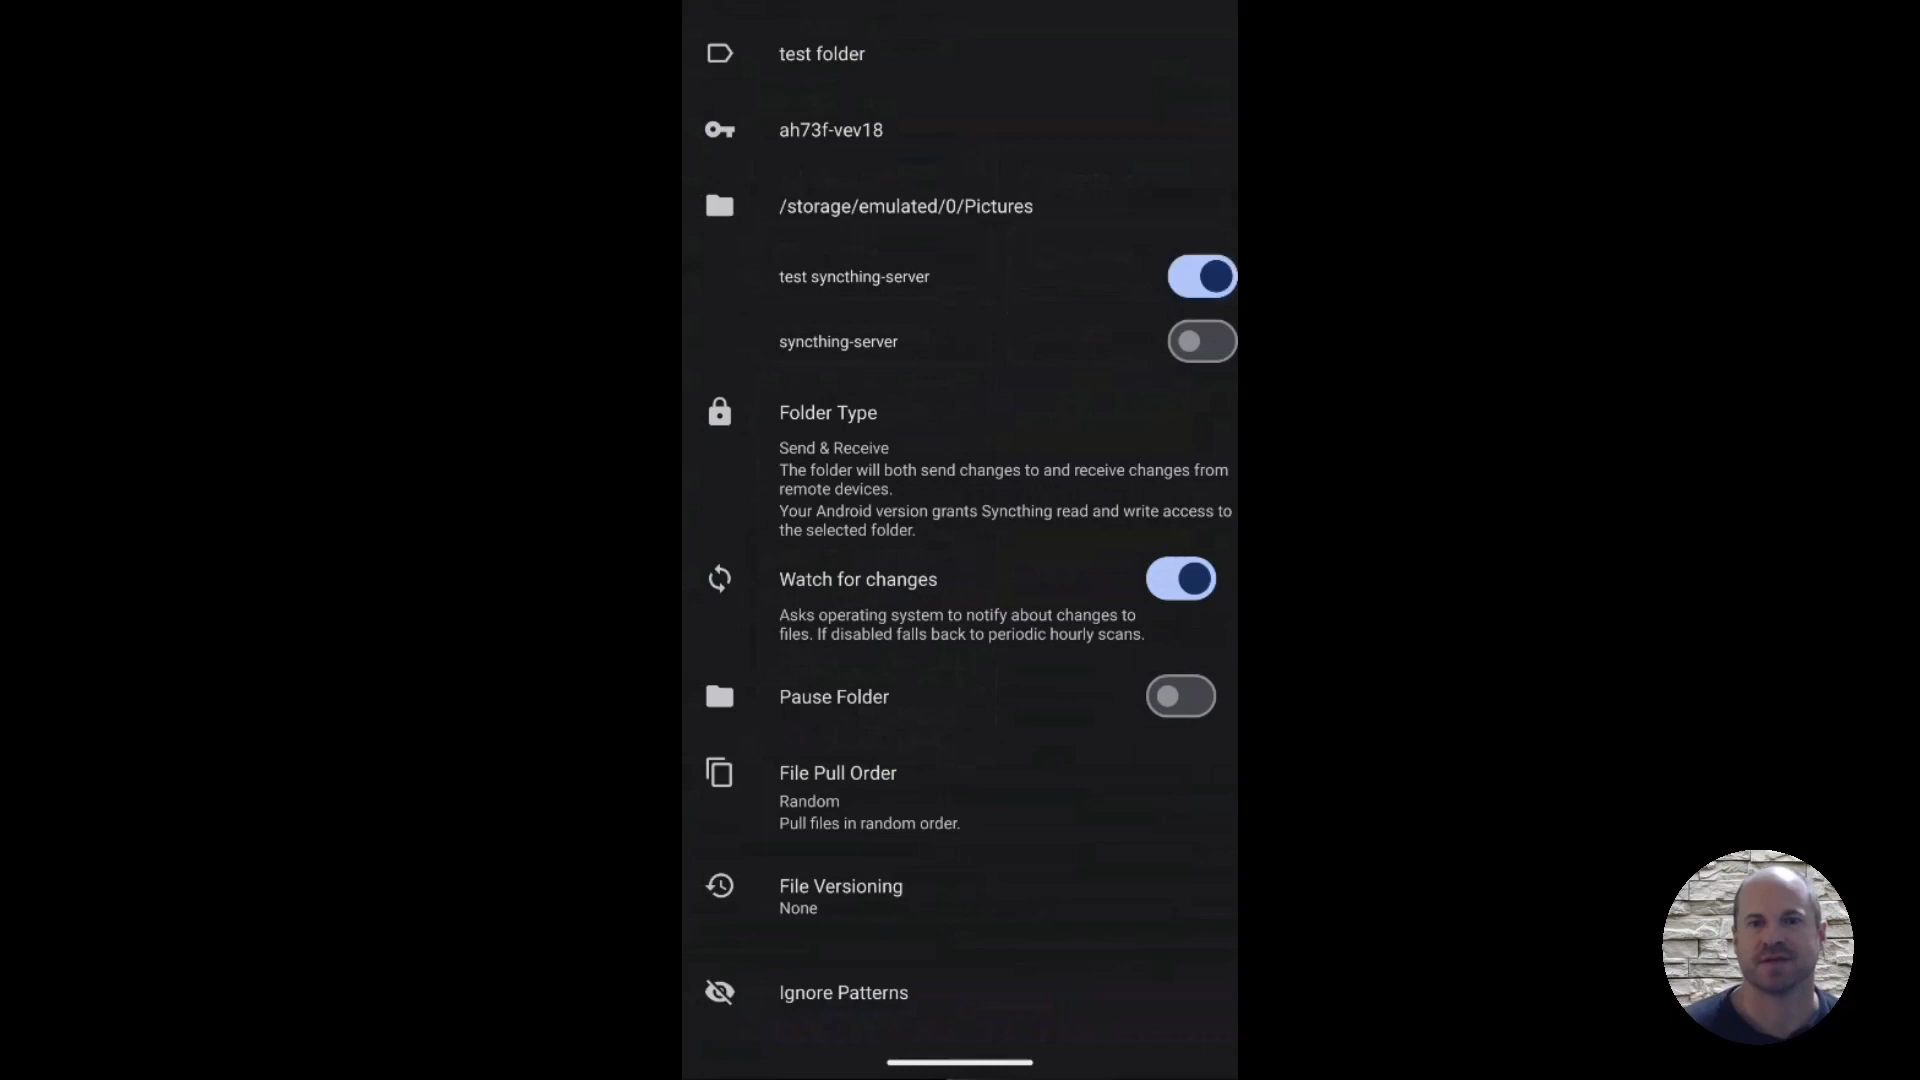 test folder
ah73f-vev18
/storage/emulated/0/Pictures
test syncthing-server
syncthing-server
Folder Type
Send & Receive
The folder will both send changes to and receive changes from
remote devices.
Your Android version grants Syncthing read and write access to
the selected folder.
Watch for changes
Asks operating system to notify about changes to
files. If disabled falls back to periodic hourly scans.
Pause Folder
File Pull Order
Random
Pull files in random order.
File Versioning
None
Ignore Patterns